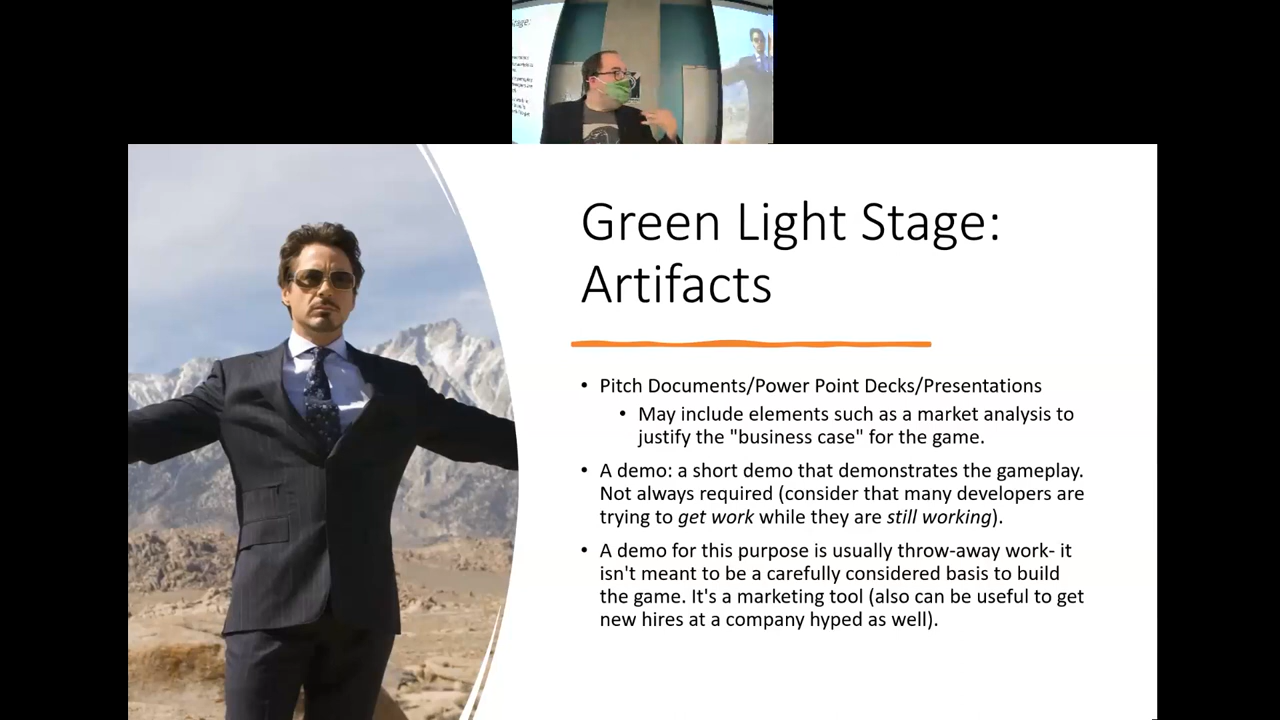 Green Light Stage:
Artifacts
• Pitch Documents/Power Point Decks/Presentations
• May include elements such as a market analysis to
justify the "business case" for the game.
• A demo: a short demo that demonstrates the gameplay.
Not always required (consider that many developers are
trying to get work while they are still working).
• A demo for this purpose is usually throw-away work- it
isn't meant to be a carefully considered basis to build
the game. It's a marketing tool (also can be useful to get
new hires at a company hyped as well).